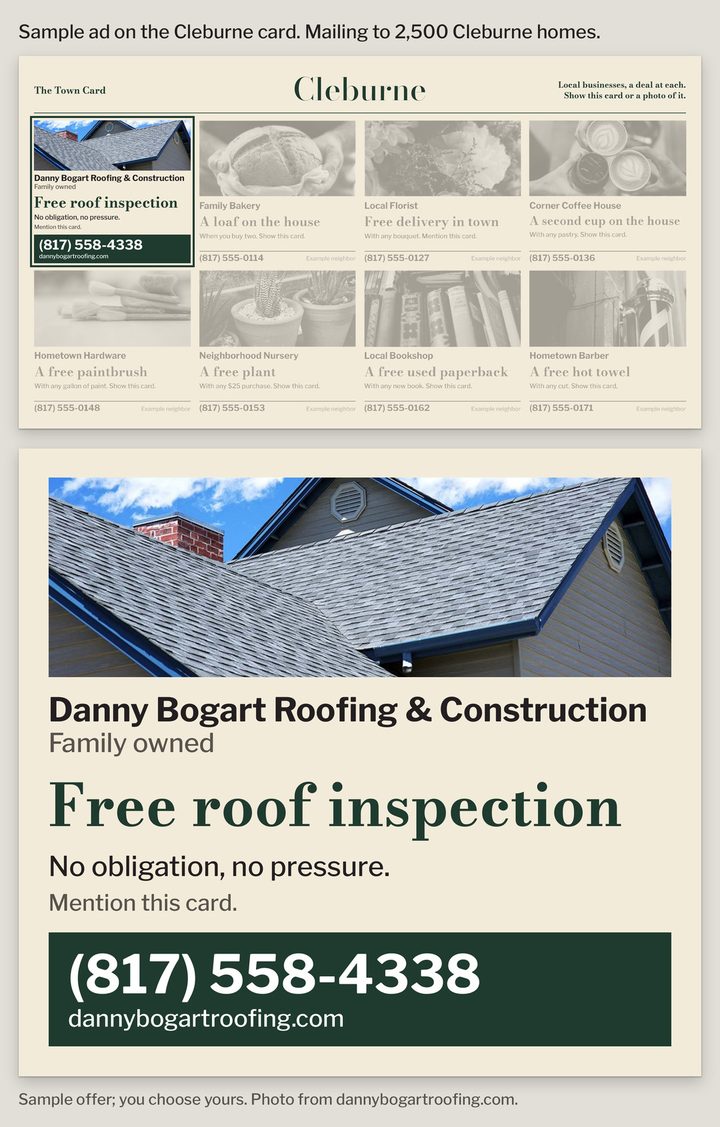 Sample ad on the Cleburne card. Mailing to 2,500 Cleburne homes.
The Town Card
Cleburne
Local businesses, a deal at each.
Show this card or a photo of it.
Danny Bogart Roofing & Construction
Family owned
Free roof inspection
No obligation, no pressure.
Mention this card.
(817) 558-4338
dannybogartroofing.com
Family Bakery
A loaf on the house
When you buy two. Show this card.
(817) 555-0114
Example neighbor
Local Florist
Free delivery in town
With any bouquet. Mention this card.
(817) 555-0127
Example neighbor
Corner Coffee House
A second cup on the house
With any pastry. Show this card.
(817) 555-0136
Example neighbor
Hometown Hardware
A free paintbrush
With any gallon of paint. Show this card.
(817) 555-0148
Example neighbor
Neighborhood Nursery
A free plant
With any $25 purchase. Show this card.
(817) 555-0153
Example neighbor
Local Bookshop
A free used paperback
With any new book. Show this card.
(817) 555-0162
Example neighbor
Hometown Barber
A free hot towel
With any cut. Show this card.
(817) 555-0171
Example neighbor
Danny Bogart Roofing & Construction
Family owned
Free roof inspection
No obligation, no pressure.
Mention this card.
(817) 558-4338
dannybogartroofing.com
Sample offer; you choose yours. Photo from dannybogartroofing.com.